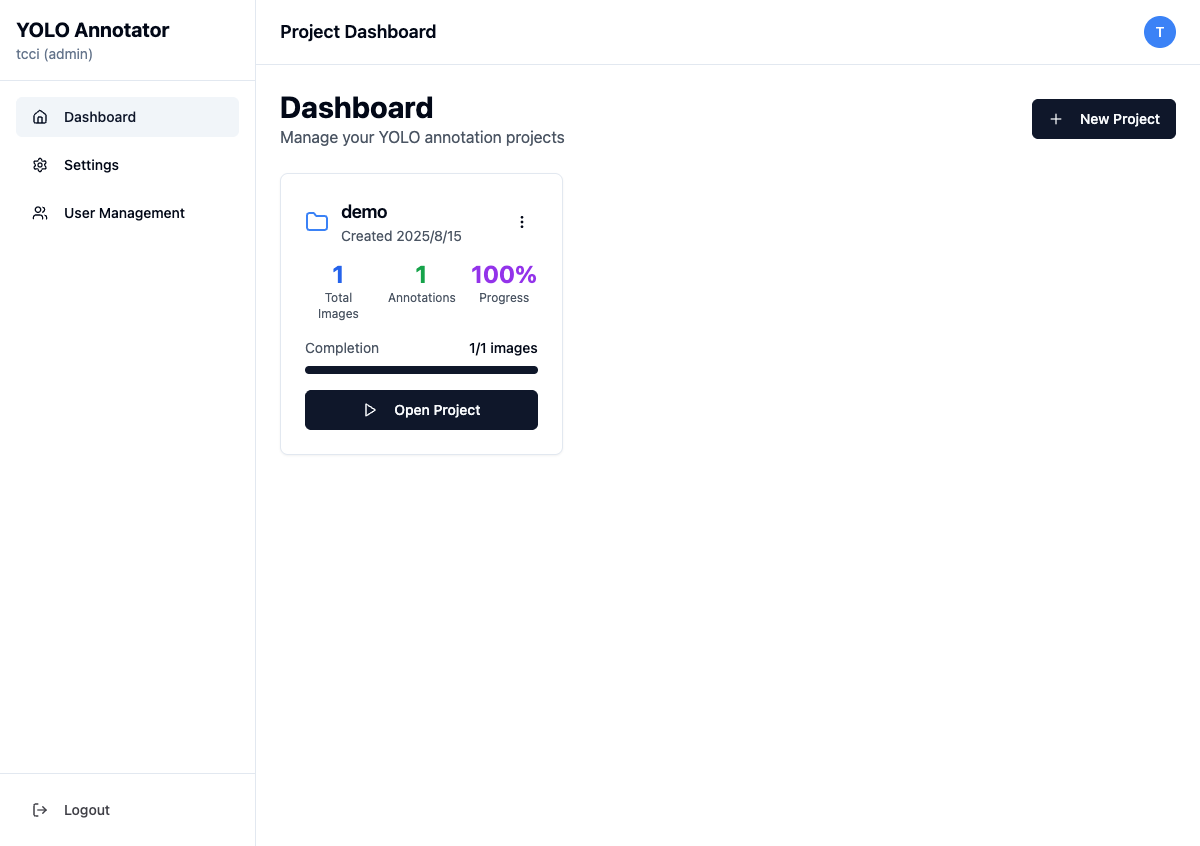 YOLO Annotator
tcci (admin)
Dashboard
Settings
User Management
Logout
Project Dashboard
T
Dashboard
Manage your YOLO annotation projects
New Project
demo
Created 2025/8/15
1
Total
Images
1
Annotations
100%
Progress
Completion
1/1 images
Open Project